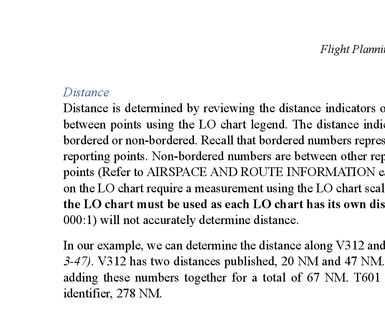 Flight Planni
Distance
Distance is determined by reviewing the distance indicators o
between points using the LO chart legend. The distance indi
bordered or non-bordered. Recall that bordered numbers repres
reporting points. Non-bordered numbers are between other rep
points (Refer to AIRSPACE AND ROUTE INFORMATION e
on the LO chart require a measurement using the LO chart scal
the LO chart must be used as each LO chart has its own dis
000:1) will not accurately determine distance.
In our example, we can determine the distance along V312 and
3-47). V312 has two distances published, 20 NM and 47 NM.
adding these numbers together for a total of 67 NM. T601
identifier, 278 NM.